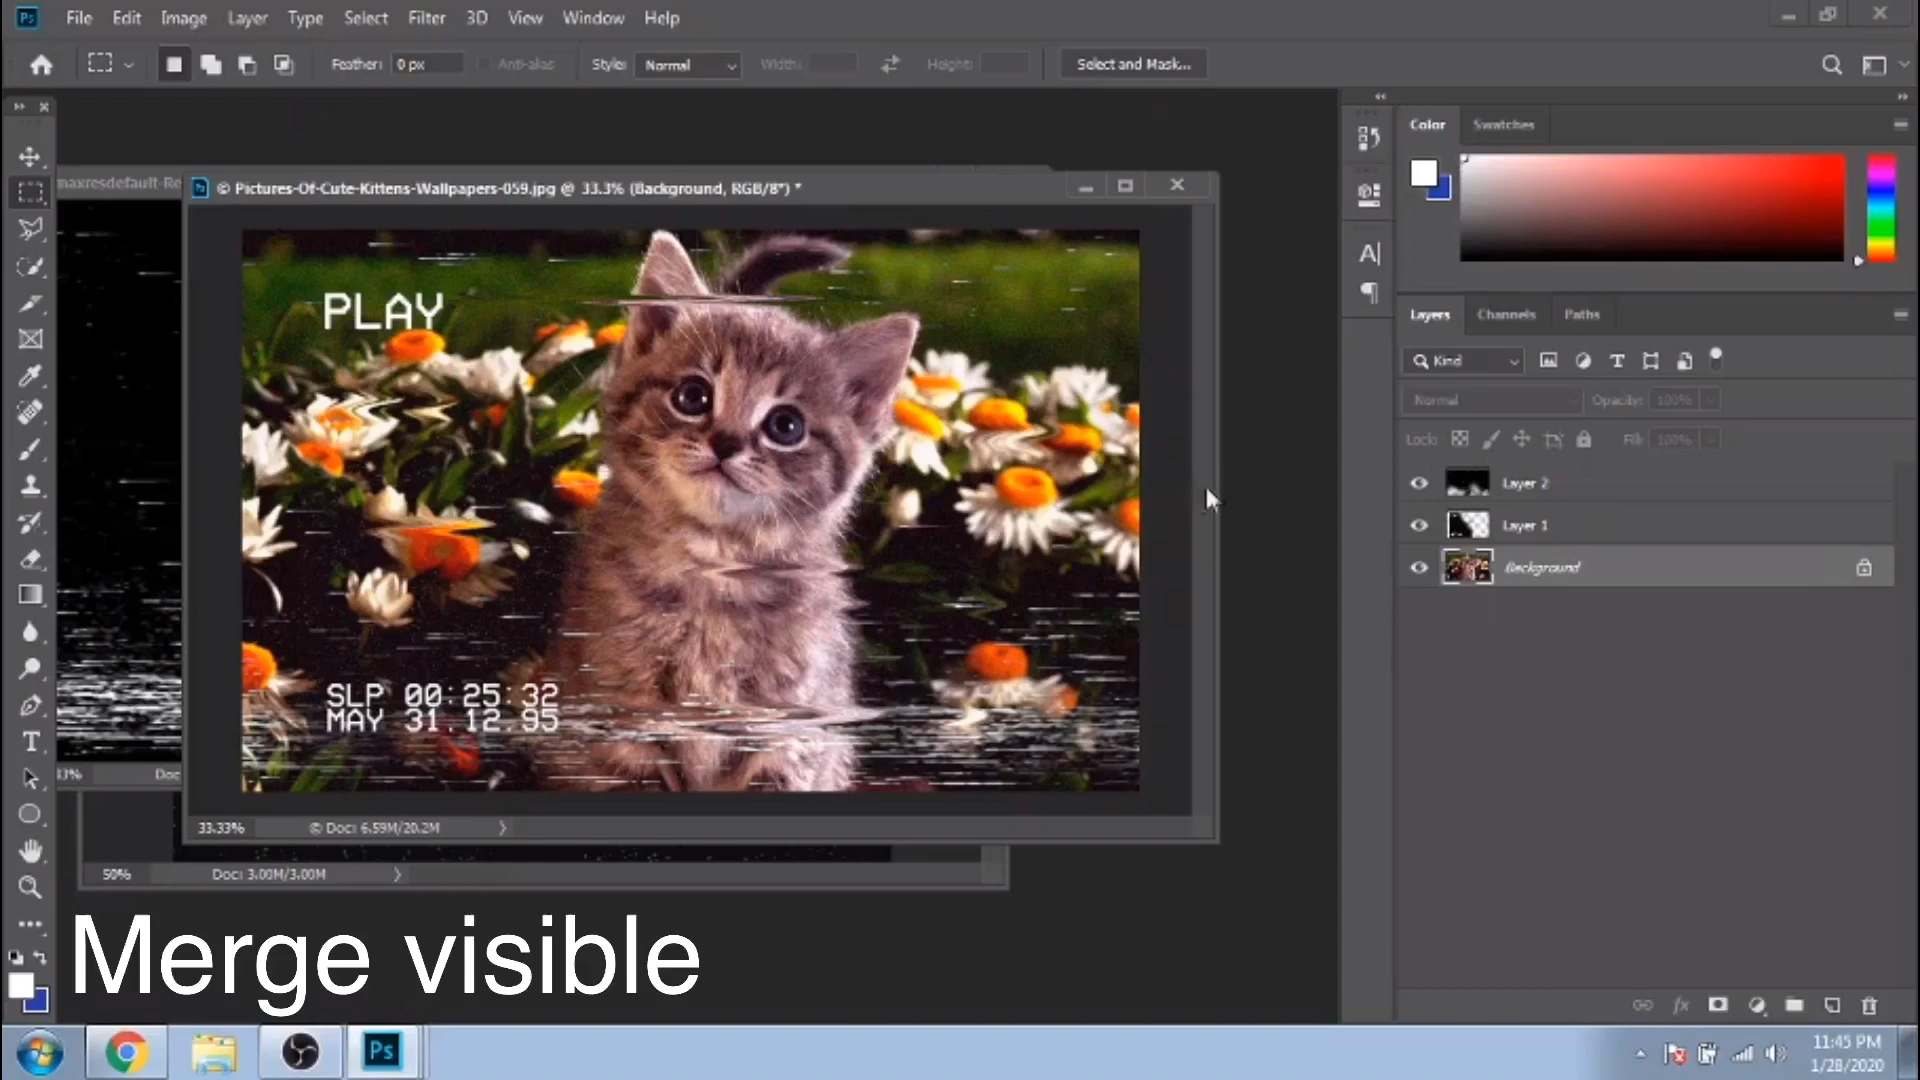 Ps File Edit Image Layer Type Select Filter 3D View Window Help
Feather: 0 px Anti-alias Style: Normal Width: Height: Select and Mask...
Color Swatches
maxresdefault-Re
Ps © Pictures-Of-Cute-Kittens-Wallpapers-059.jpg @ 33.3% (Background, RGB/8*) *
PLAY
SLP 00:25:32
MAY 31.12.95
A|
Layers Channels Paths
Kind
Normal Opacity: 100%
Lock: Fill: 100%
Layer 2
Layer 1
Background
33.33% © Doc: 6.59M/20.2M
50% Doc: 3.00M/3.00M
Merge visible
Ps
11:45 PM
1/28/2020